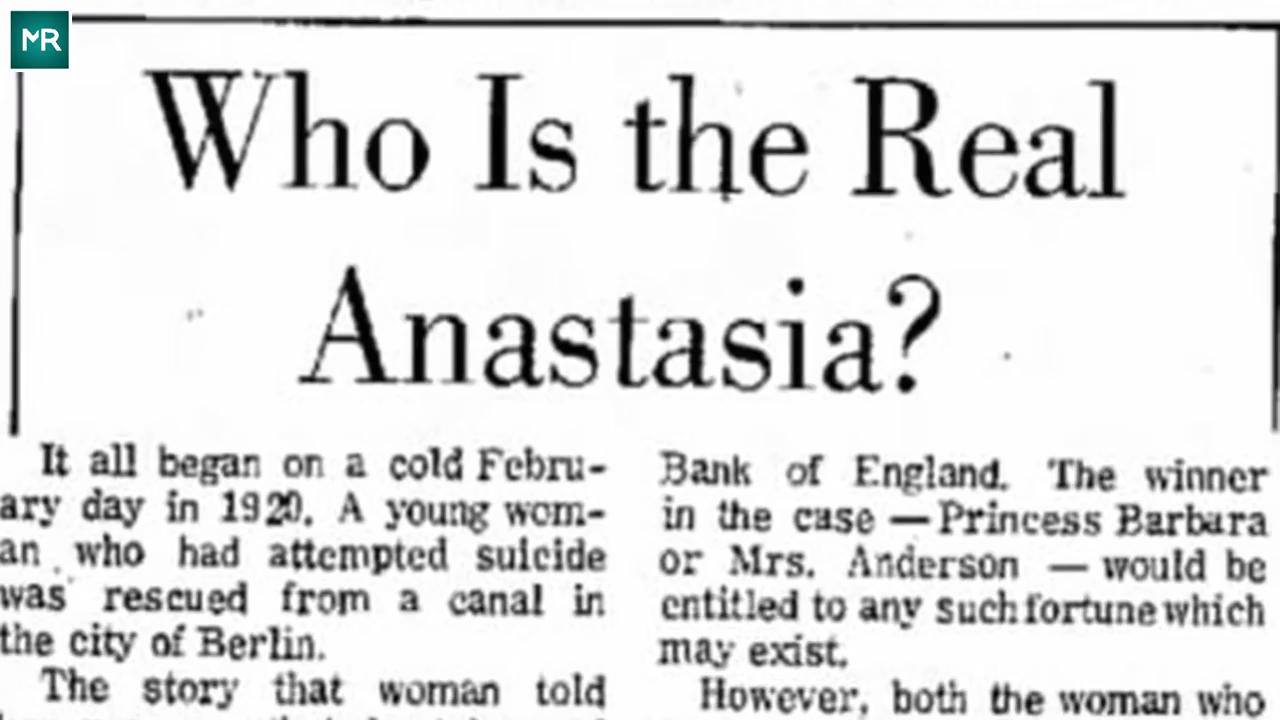 MR
Who Is the Real
Anastasia?
It all began on a cold Febru-
ary day in 1920. A young wom-
an who had attempted suicide
was rescued from a canal in
the city of Berlin.
The story that woman told
Bank of England. The winner
in the case — Princess Barbara
or Mrs. Anderson — would be
entitled to any such fortune which
may exist.
However, both the woman who